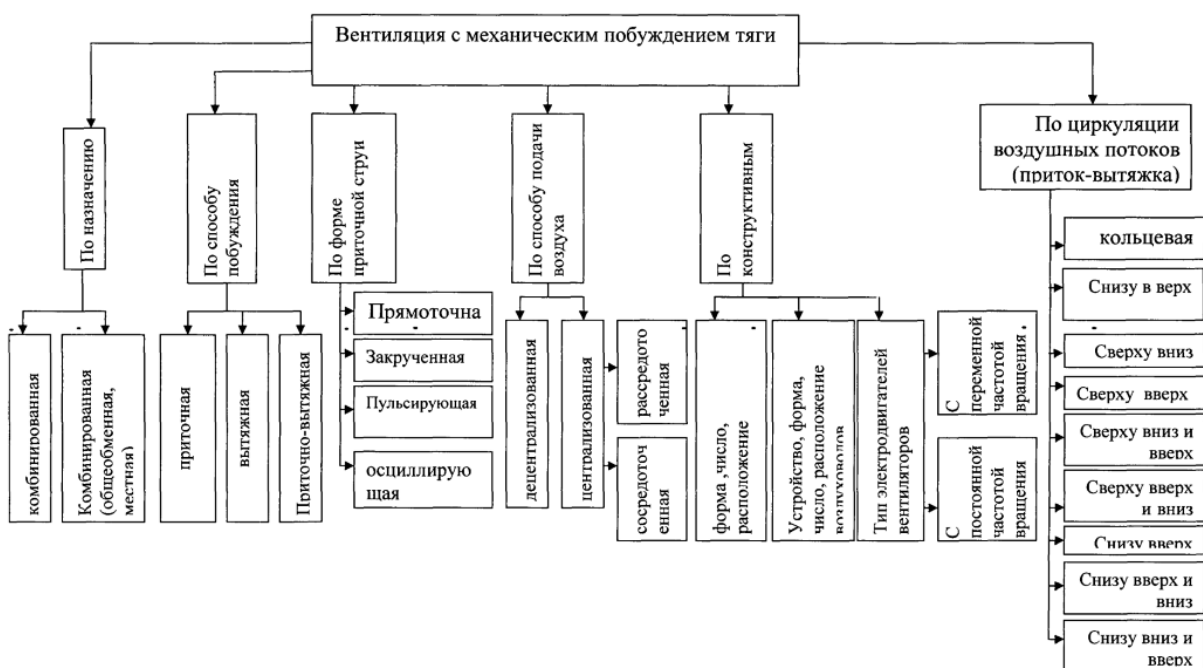 Вентиляция с механическим побуждением тяги
По назначению
По способу
побуждения
По форме
приточной струи
По способу подачи
воздуха
По
конструктивным
По циркуляции
воздушных потоков
(приток-вытяжка)
комбинированная
Комбинированная
(общеобменная,
местная)
приточная
вытяжная
Приточно-вытяжная
Прямоточна
Закрученная
Пульсирующая
осциллирую
щая
децентрализованная
централизованная
рассредото
ченная
сосредоточ
енная
форма ,число,
расположение
Устройство, форма,
число, расположение
воздуховодов
Тип электродвигателей
вентиляторов
С
переменной
частотой
вращения .
С
постоянной
частотой
вращения
кольцевая
Снизу в верх
Сверху вниз
Сверху вверх
Сверху вниз и
вверх
Сверху вверх
и вниз
Снизу вверх
Снизу вверх и
вниз
Снизу вниз и
вверх